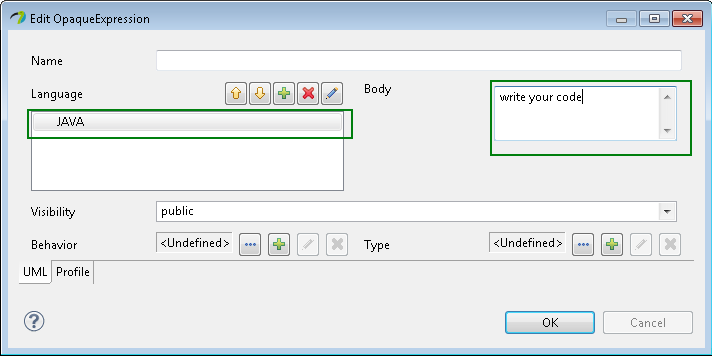 Edit OpaqueExpression
Name
Language
Body
JAVA
write your code
Visibility
public
Behavior
<Undefined>
Type
<Undefined>
UML
Profile
OK
Cancel